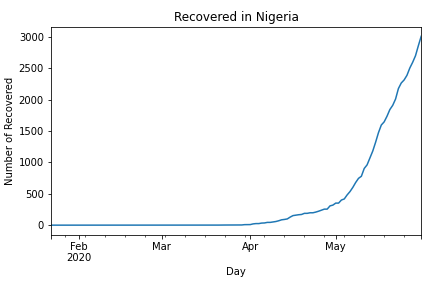 Recovered in Nigeria
3000
2500
2000
1500
1000
500
0
Number of Recovered
Feb
2020
Mar
Apr
May
Day